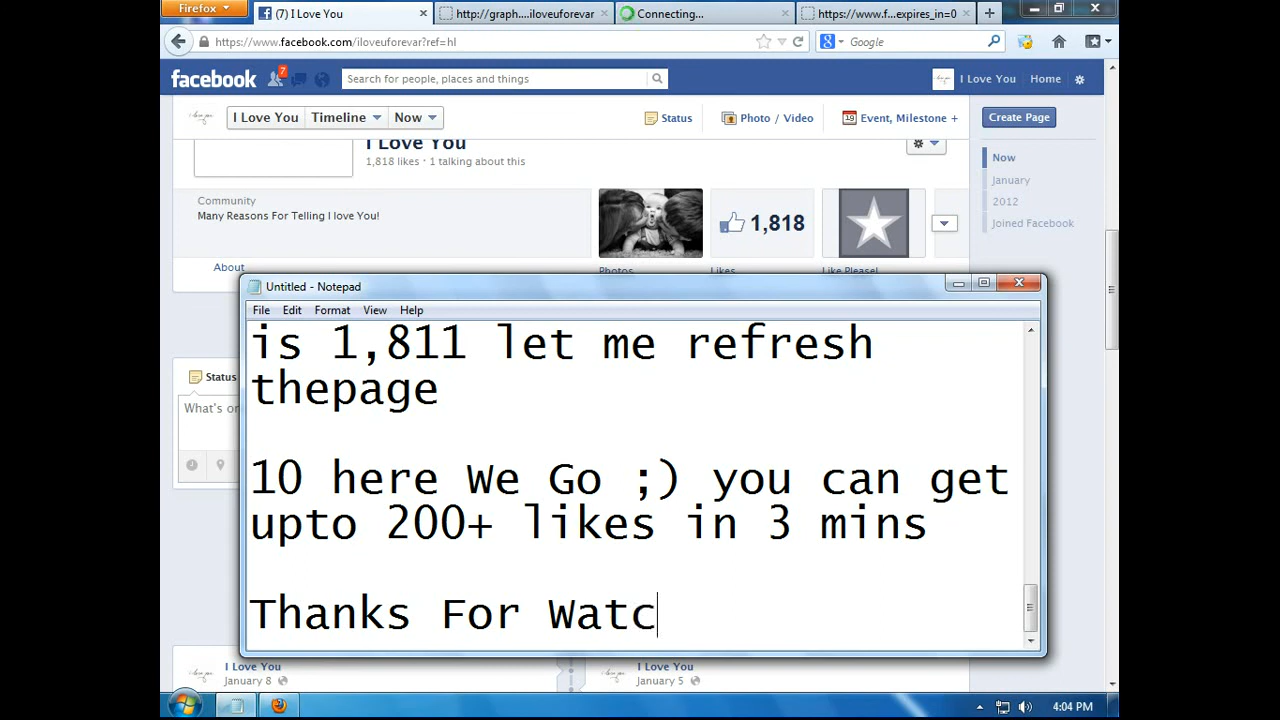 Firefox
(7) I Love You
http://graph....iloveuforevar
Connecting...
https://www.f...expires_in=0
https://www.facebook.com/iloveuforevar?ref=hl
Google
facebook
7
Search for people, places and things
I Love You
Home
I Love You
Timeline
Now
Status
Photo / Video
Event, Milestone +
Create Page
I Love You
1,818 likes · 1 talking about this
Now
January
2012
Joined Facebook
Community
Many Reasons For Telling I love You!
1,818
About
Photos
Likes
Like Please!
Untitled - Notepad
File Edit Format View Help
is 1,811 let me refresh
thepage
10 here We Go ;) you can get
upto 200+ likes in 3 mins
Thanks For Watc
Status
What's or
I Love You
January 8
I Love You
January 5
4:04 PM